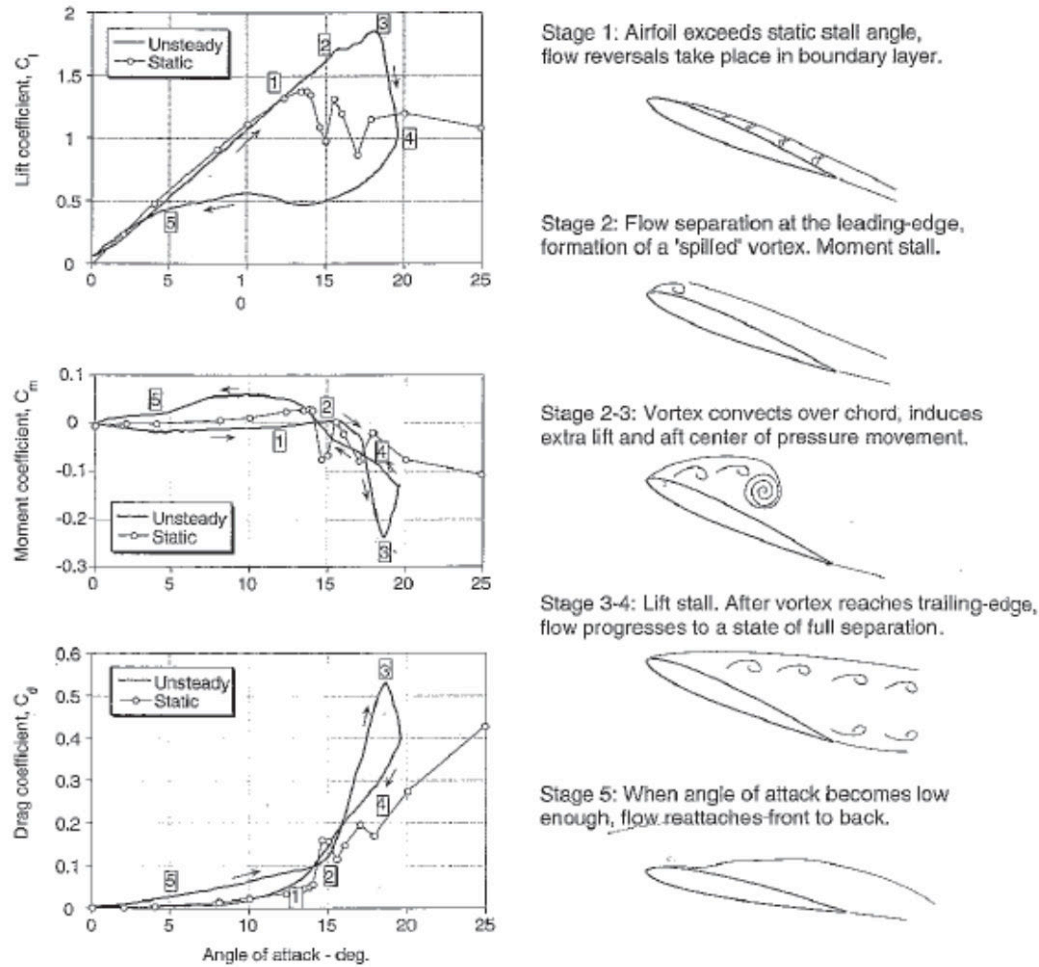 Lift coefficient, C_l
2
1.5
1
0.5
0
Unsteady
Static
1
2
3
4
5
0
5
1
0
15
20
25
Moment coefficient, C_m
0.1
0
-0.1
-0.2
-0.3
Unsteady
Static
5
1
2
4
3
0
5
10
15
20
25
Drag coefficient, C_d
0.6
0.5
0.4
0.3
0.2
0.1
0
Unsteady
Static
5
1
2
3
4
0
5
10
15
20
25
Angle of attack - deg.
Stage 1: Airfoil exceeds static stall angle,
flow reversals take place in boundary layer.
Stage 2: Flow separation at the leading-edge,
formation of a 'spilled' vortex. Moment stall.
Stage 2-3: Vortex convects over chord, induces
extra lift and aft center of pressure movement.
Stage 3-4: Lift stall. After vortex reaches trailing-edge,
flow progresses to a state of full separation.
Stage 5: When angle of attack becomes low
enough, flow reattaches front to back.